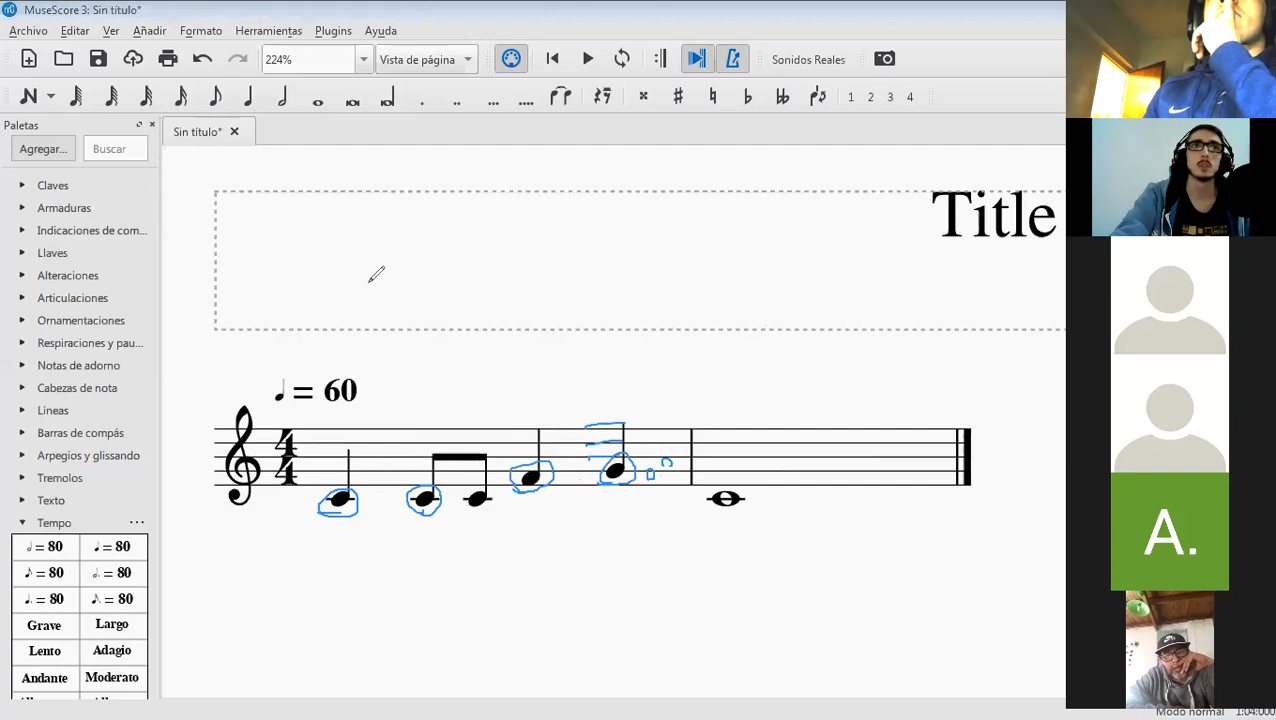 MuseScore 3: Sin título*
Archivo Editar Ver Añadir Formato Herramientas Plugins Ayuda
224% Vista de página Sonidos Reales
1 2 3 4
Paletas
Agregar... Buscar
Sin título*
Claves
Armaduras
Indicaciones de com...
Llaves
Alteraciones
Articulaciones
Ornamentaciones
Respiraciones y pau...
Notas de adorno
Cabezas de nota
Líneas
Barras de compás
Arpegios y glissando
Tremolos
Texto
Tempo ...
= 80 = 80
= 80 = 80
= 80 = 80
Grave Largo
Lento Adagio
Andante Moderato
Title
= 60
4
4
A.
Modo normal 1:04:000